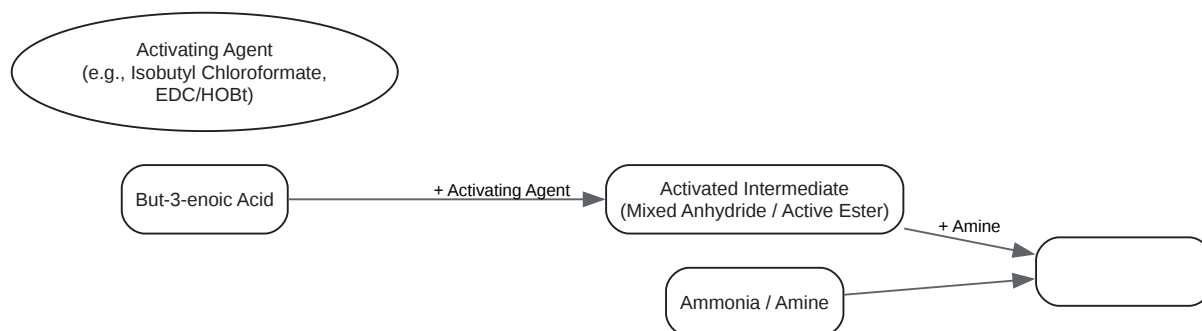 Activating Agent
(e.g., Isobutyl Chloroformate,
EDC/HOBt)
But-3-enoic Acid
+ Activating Agent
Activated Intermediate
(Mixed Anhydride / Active Ester)
+ Amine
Ammonia / Amine